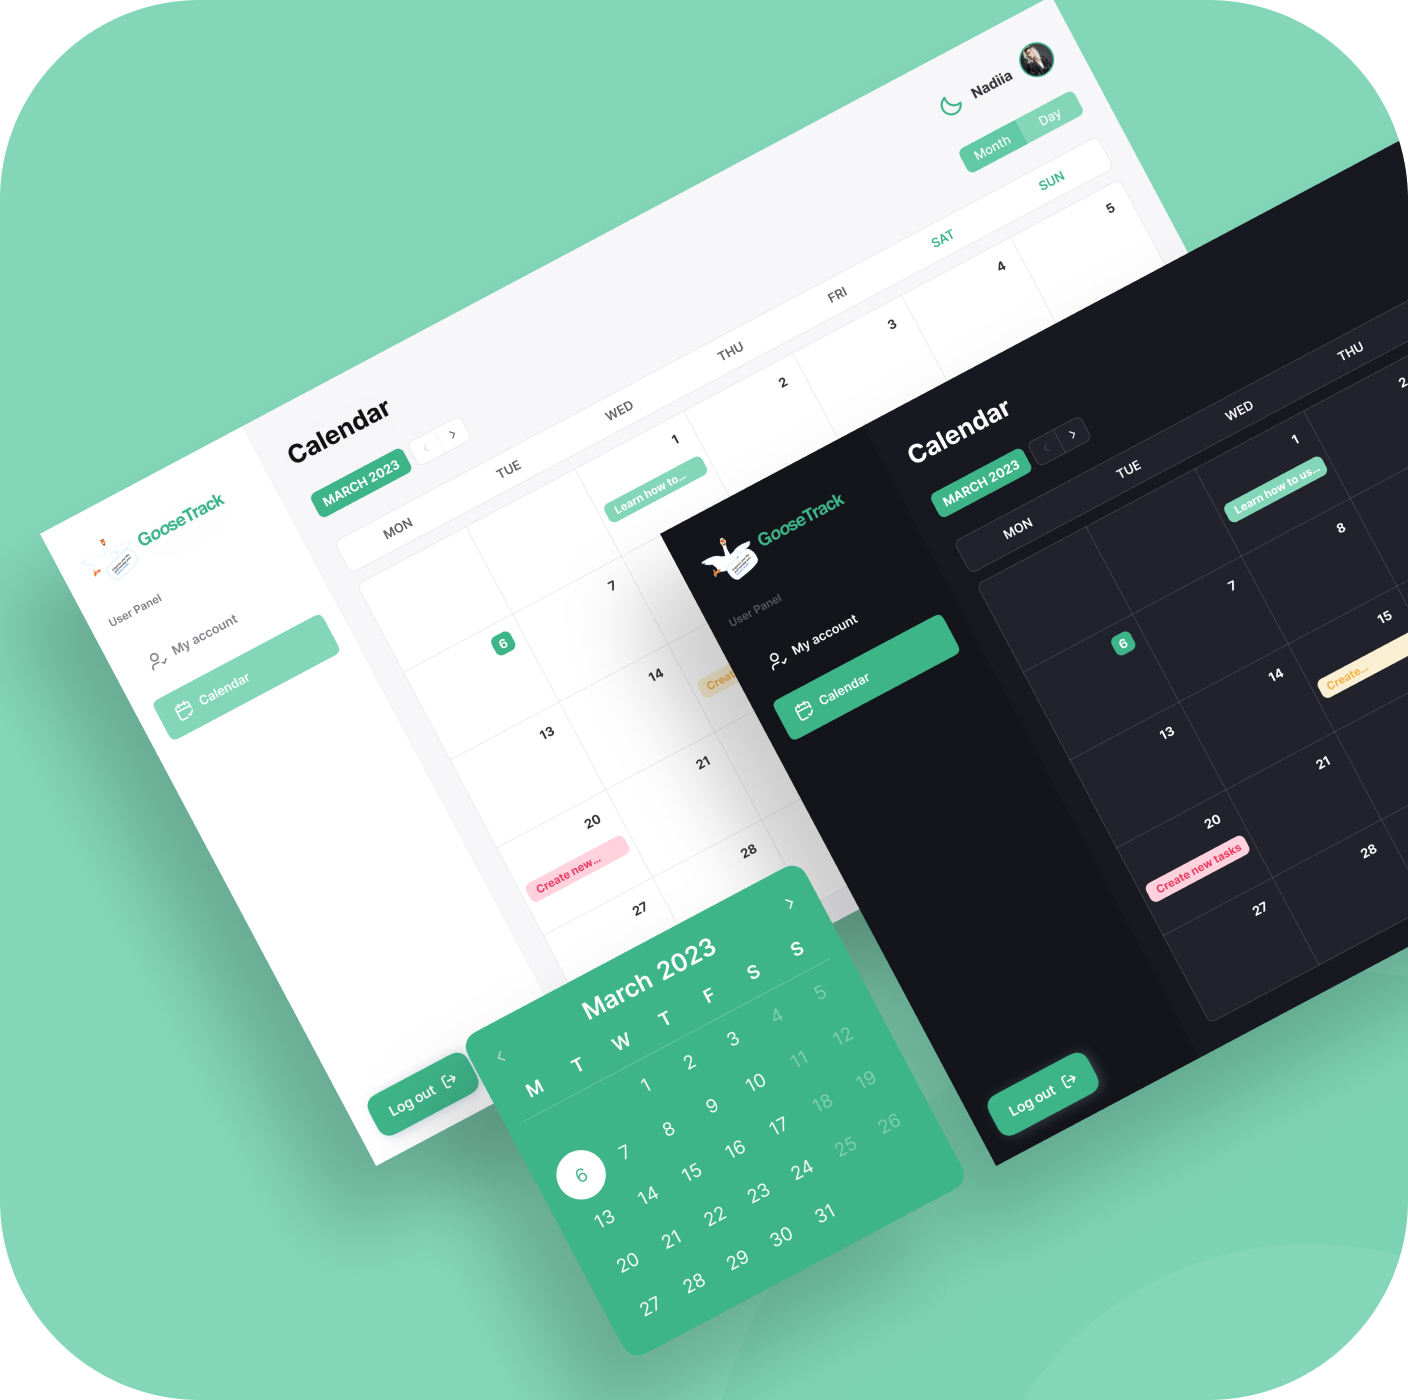 Nadiia
Month Day
Calendar
MARCH 2023
MON TUE WED THU FRI SAT SUN
1 2 3 4 5
Learn how to...
6 7
13 14
Creat
20 21
Create new...
27 28
GooseTrack
User Panel
My account
Calendar
Log out
Calendar
MARCH 2023
MON TUE WED THU
1 2
Learn how to us...
6 7 8
13 14 15
Create...
20 21
Create new tasks
27 28
GooseTrack
User Panel
My account
Calendar
Log out
March 2023
M T W T F S S
1 2 3 4 5
6 7 8 9 10 11 12
13 14 15 16 17 18 19
20 21 22 23 24 25 26
27 28 29 30 31